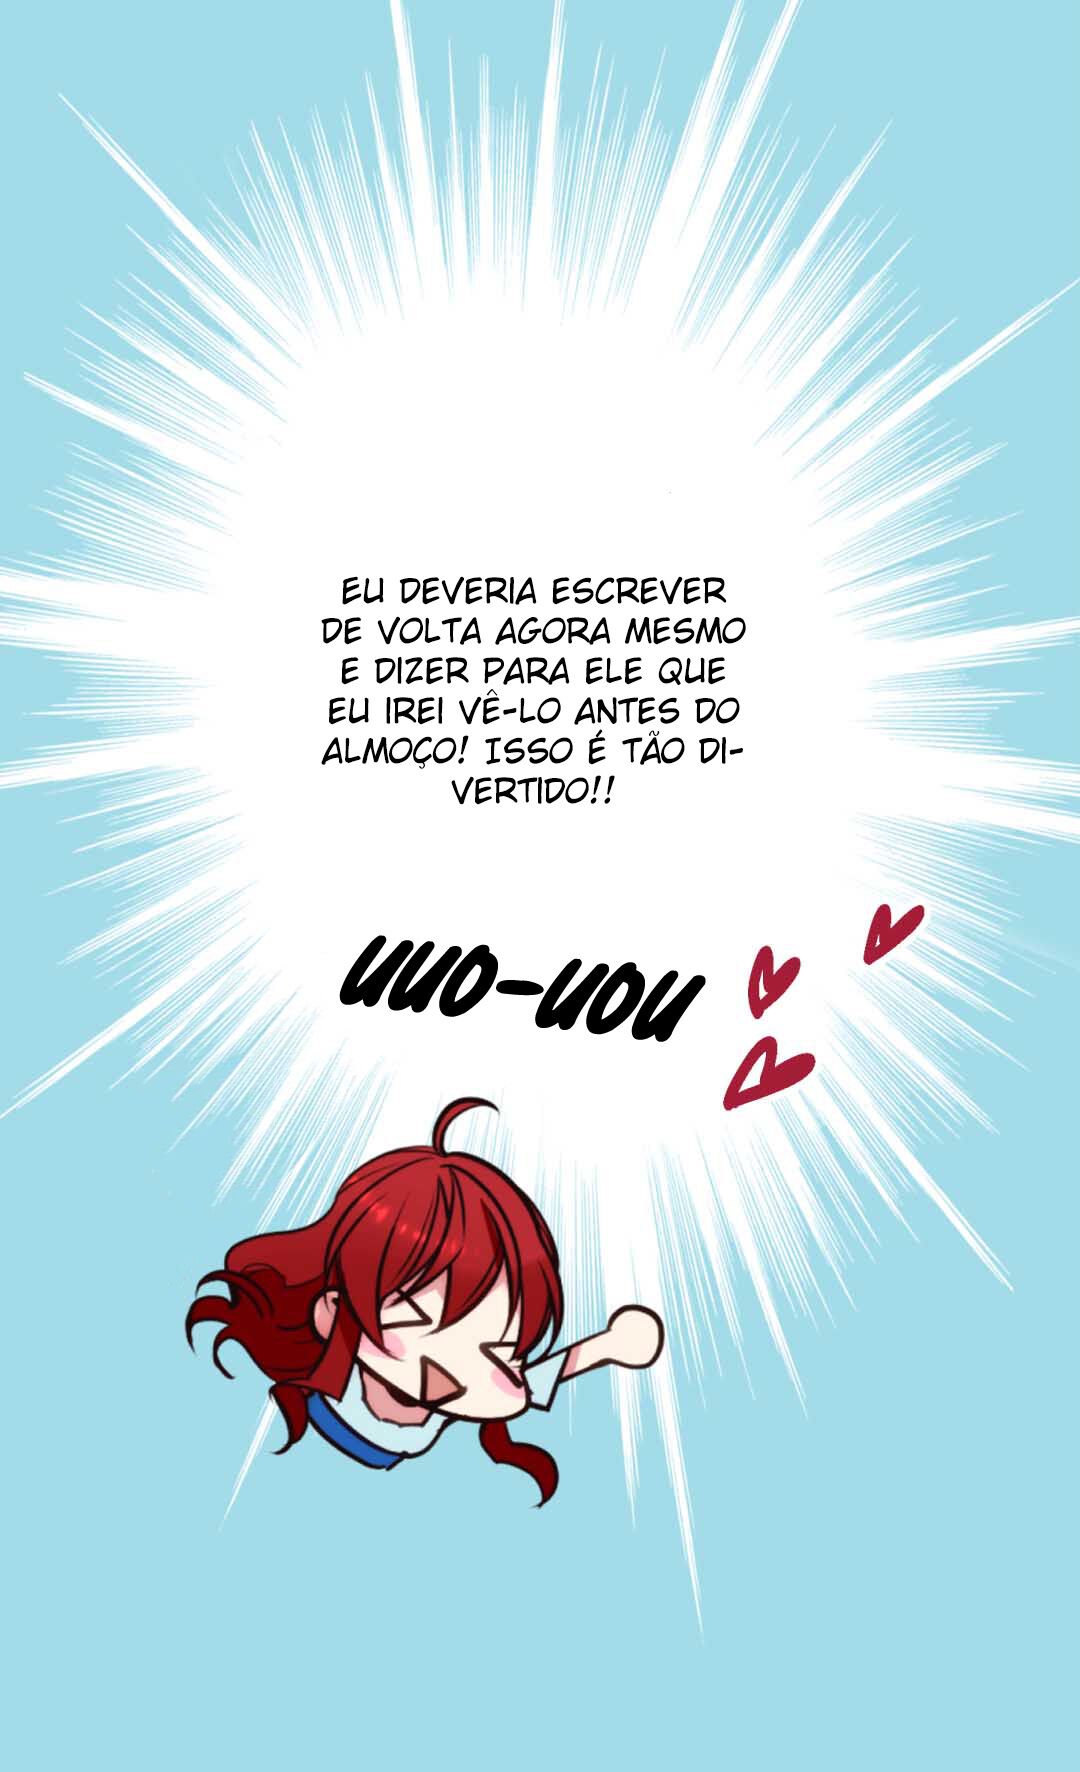 EU DEVERIA ESCREVER
DE VOLTA AGORA MESMO
E DIZER PARA ELE QUE
EU IREI VÊ-LO ANTES DO
ALMOÇO! ISSO É TÃO DI-
VERTIDO!!
UUO-UOU